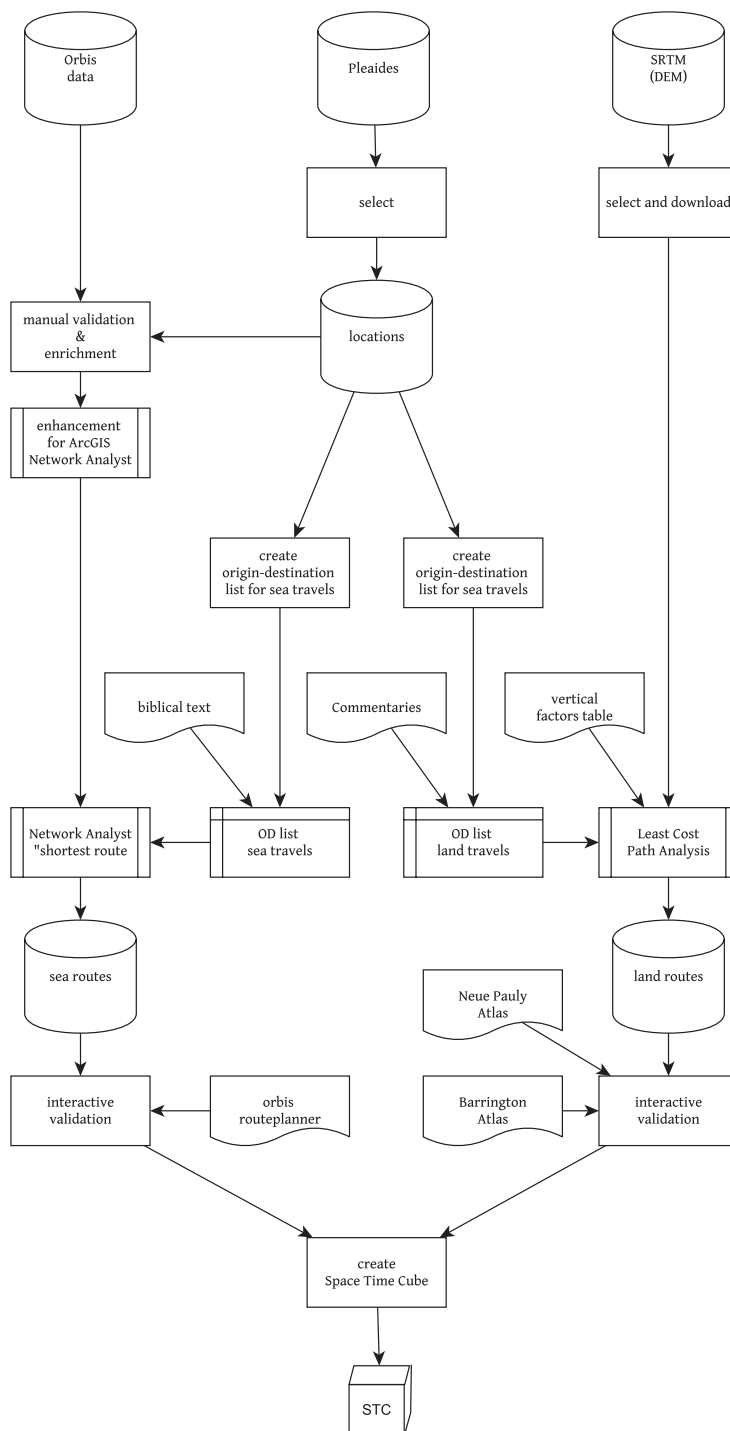 Orbis
data
Pleaides
SRTM
(DEM)
select
select and download
manual validation
&
enrichment
locations
enhancement
for ArcGIS
Network Analyst
create
origin-destination
list for sea travels
create
origin-destination
list for sea travels
biblical text
Commentaries
vertical
factors table
Network Analyst
"shortest route
OD list
sea travels
OD list
land travels
Least Cost
Path Analysis
sea routes
land routes
Neue Pauly
Atlas
interactive
validation
orbis
routeplanner
Barrington
Atlas
interactive
validation
create
Space Time Cube
STC